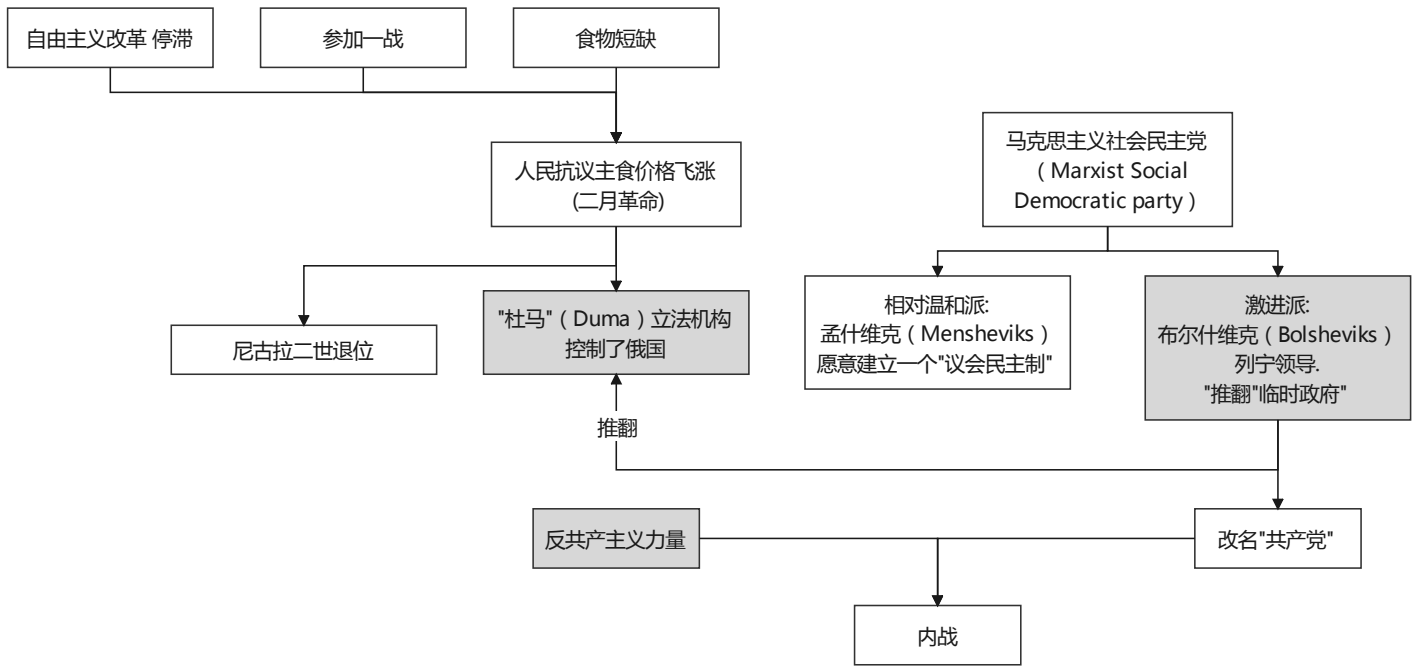 自由主义改革 停滞
参加一战
食物短缺
人民抗议主食价格飞涨
(二月革命)
马克思主义社会民主党
（Marxist Social
Democratic party）
尼古拉二世退位
"杜马"（Duma）立法机构
控制了俄国
相对温和派:
孟什维克（Mensheviks）
愿意建立一个"议会民主制"
激进派:
布尔什维克（Bolsheviks）
列宁领导.
"推翻"临时政府"
推翻
反共产主义力量
改名"共产党"
内战